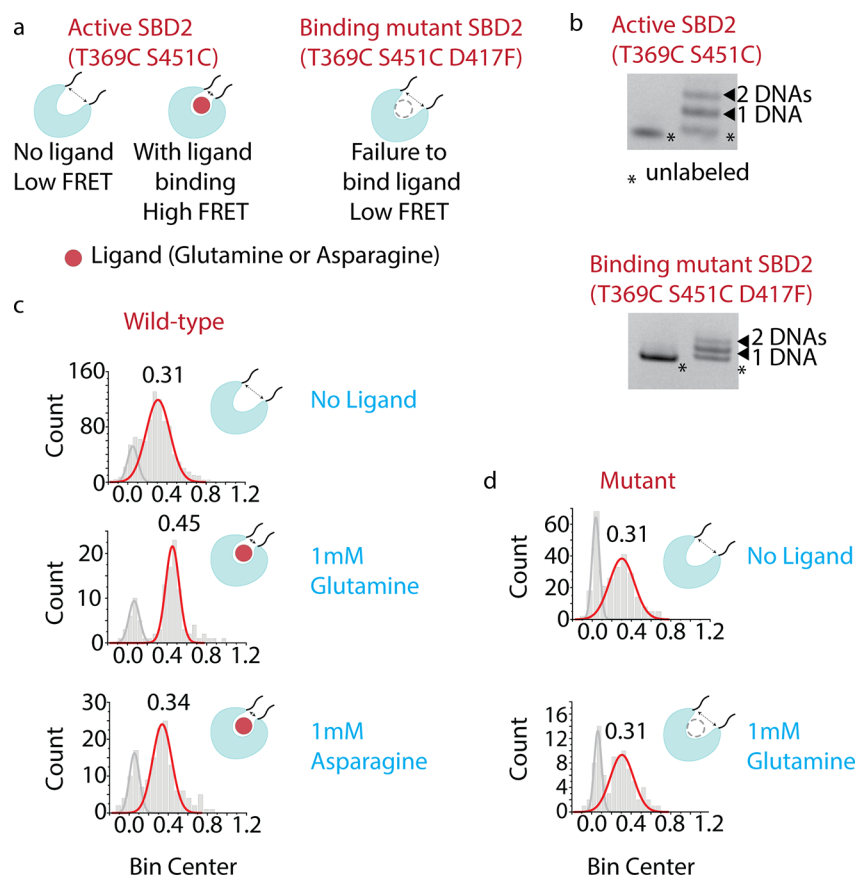 a
Active SBD2
(T369C S451C)
Binding mutant SBD2
(T369C S451C D417F)
No ligand
Low FRET
With ligand
binding
High FRET
Failure to
bind ligand
Low FRET
Ligand (Glutamine or Asparagine)
b
Active SBD2
(T369C S451C)
2 DNAs
1 DNA
*
*
* unlabeled
Binding mutant SBD2
(T369C S451C D417F)
2 DNAs
1 DNA
*
*
c
Wild-type
160
80
0
Count
0.31
0.0 0.4 0.8 1.2
No Ligand
20
10
0
Count
0.45
0.0 0.4 0.8 1.2
1mM
Glutamine
30
20
10
0
Count
0.34
0.0 0.4 0.8 1.2
1mM
Asparagine
Bin Center
d
Mutant
60
40
20
0
Count
0.31
0.0 0.4 0.8 1.2
No Ligand
16
12
8
4
0
Count
0.31
0.0 0.4 0.8 1.2
1mM
Glutamine
Bin Center